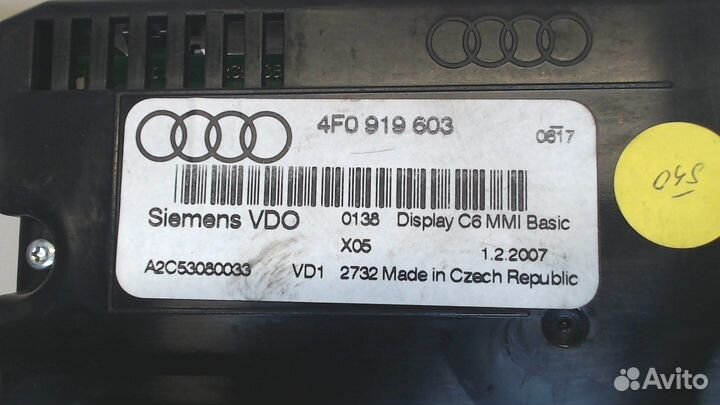 4F0 919 603
0617
Siemens VDO 0138 Display C6 MMI Basic
X05 1.2.2007
A2C53080033 VD1 2732 Made in Czech Republic
Avito